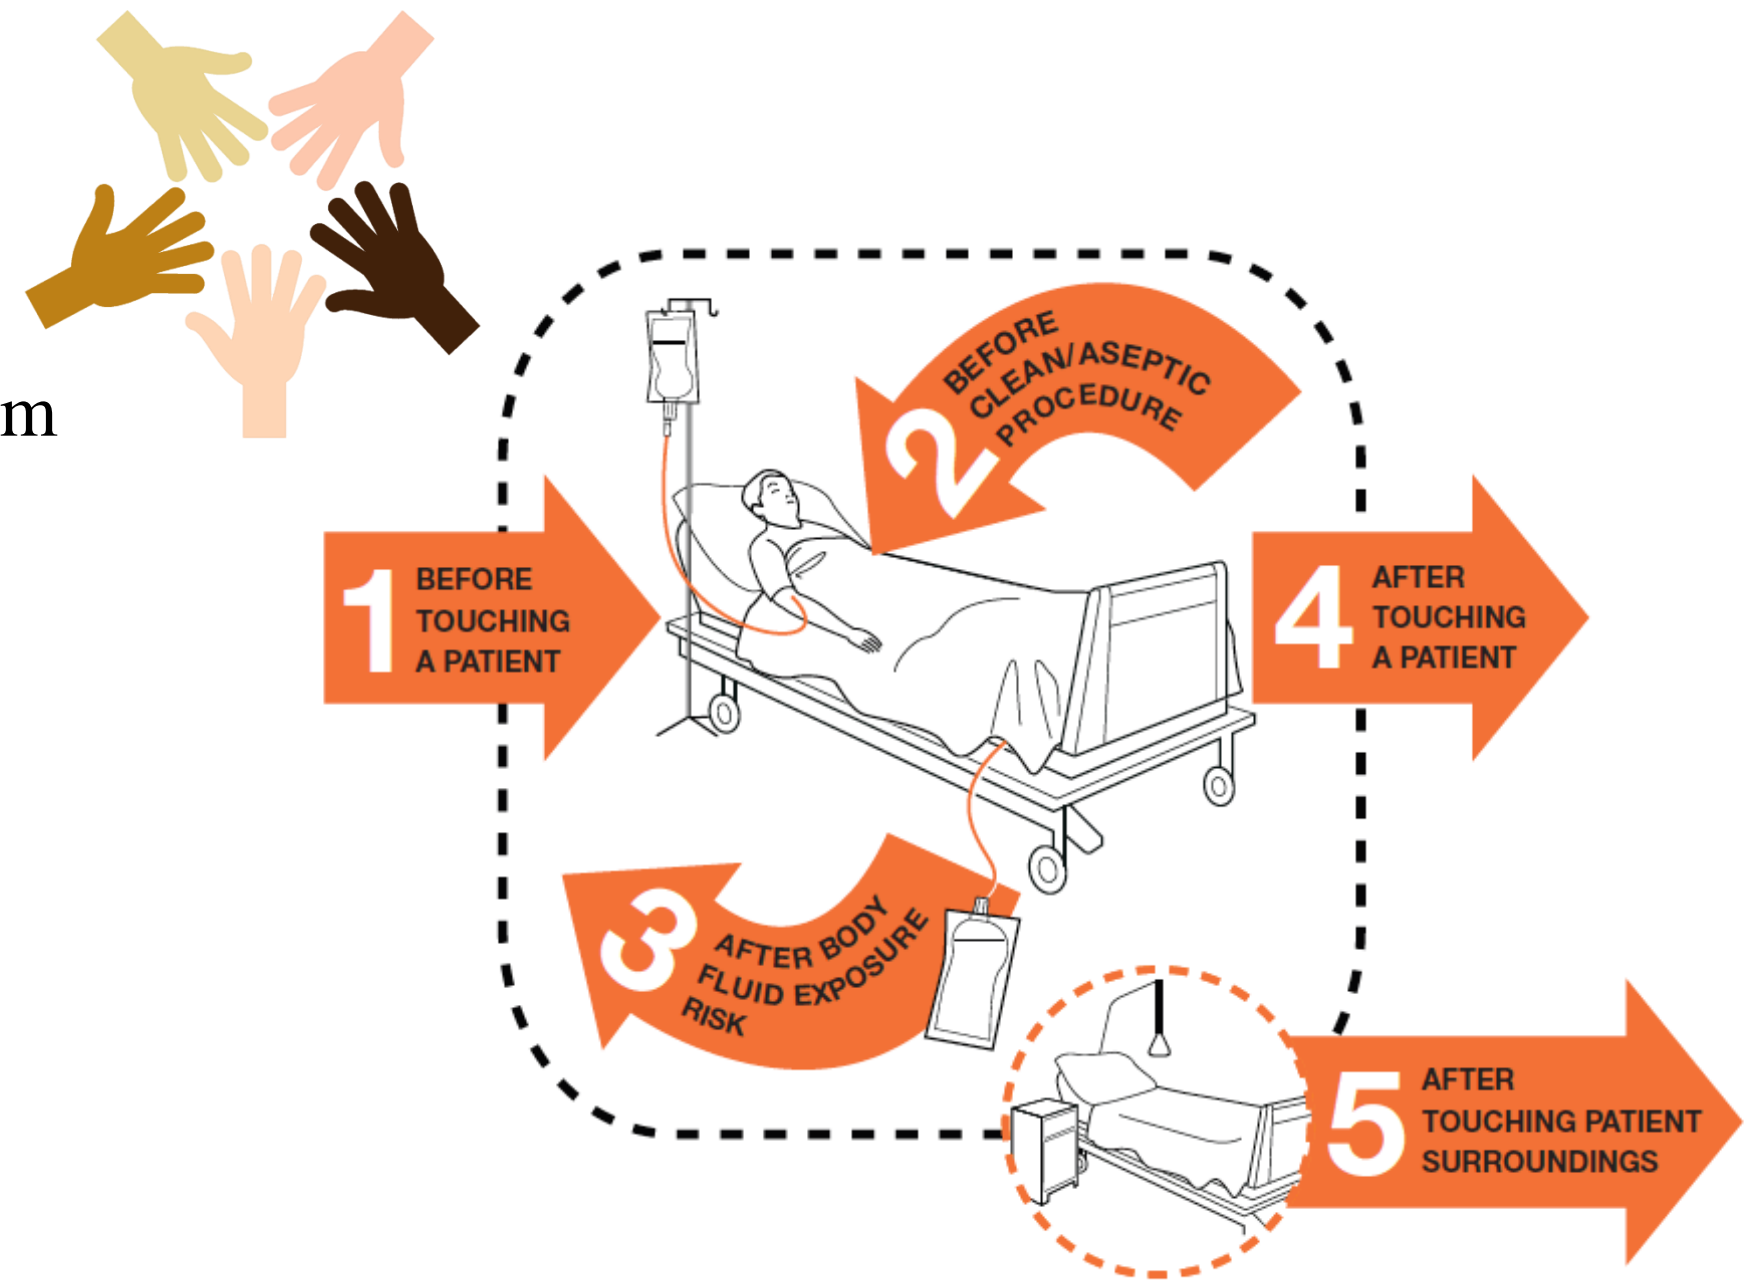 m
1
BEFORE
TOUCHING
A PATIENT
2
BEFORE
CLEAN/ASEPTIC
PROCEDURE
3
AFTER BODY
FLUID EXPOSURE
RISK
4
AFTER
TOUCHING
A PATIENT
5
AFTER
TOUCHING PATIENT
SURROUNDINGS